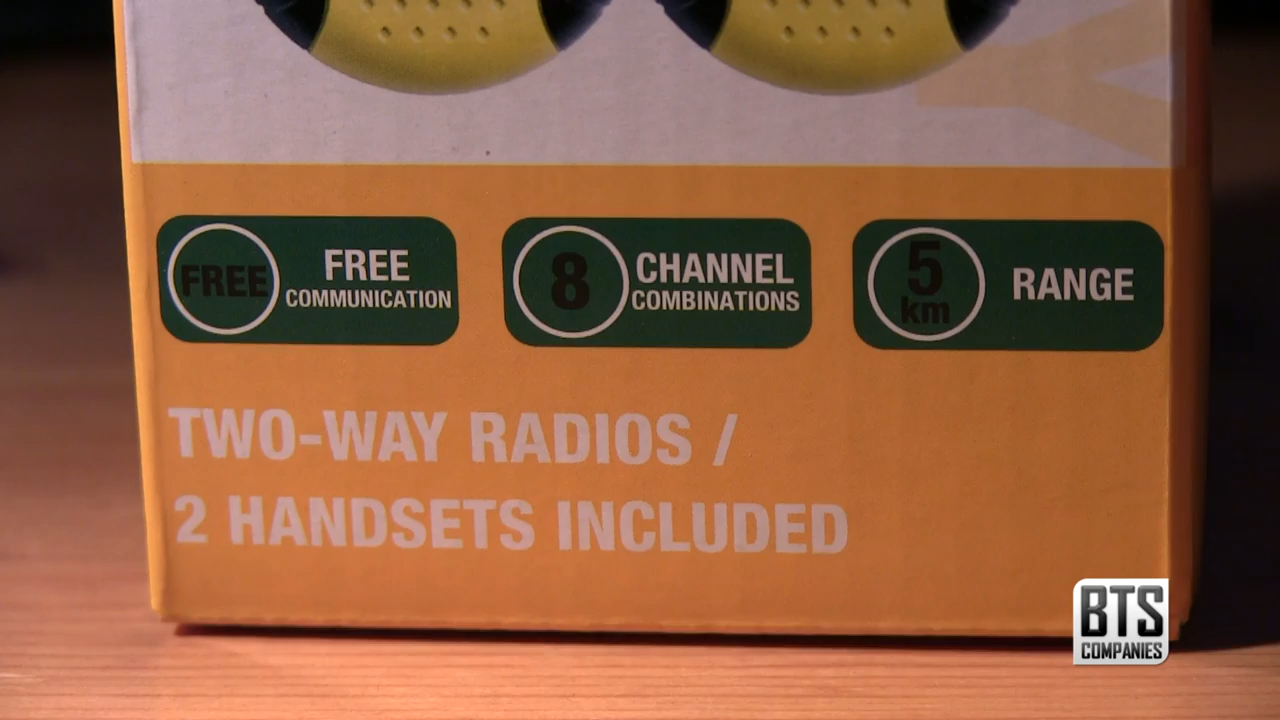 FREE
FREE
COMMUNICATION
8
CHANNEL
COMBINATIONS
5
km
RANGE
TWO-WAY RADIOS /
2 HANDSETS INCLUDED
BTS
COMPANIES